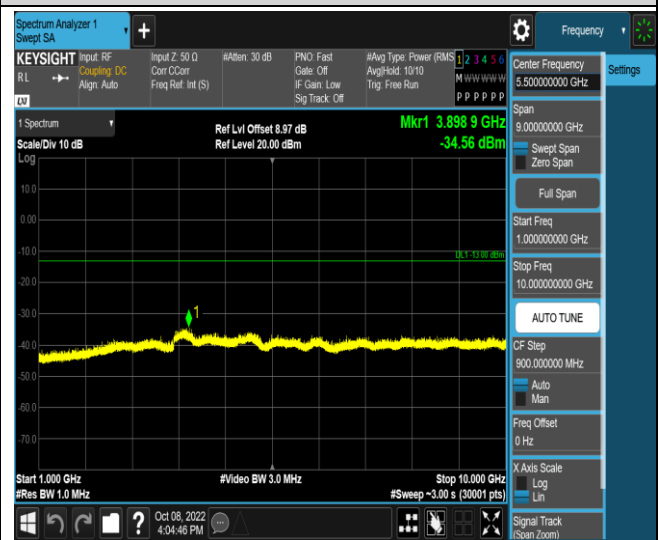 Spectrum Analyzer 1
Swept SA
+
Frequency
KEYSIGHT
RL
LXI
Input: RF
Coupling: DC
Align: Auto
Input Z: 50 Ω
Corr CCorr
Freq Ref: Int (S)
#Atten: 30 dB
PNO: Fast
Gate: Off
IF Gain: Low
Sig Track: Off
#Avg Type: Power (RMS
Avg|Hold: 10/10
Trig: Free Run
1 2 3 4 5 6
M W W W W W
P P P P P P
1 Spectrum
Scale/Div 10 dB
Ref Lvl Offset 8.97 dB
Ref Level 20.00 dBm
Mkr1 3.898 9 GHz
-34.56 dBm
Log
10.0
0.00
-10.0
DL1 -13.00 dBm
-20.0
-30.0
1
-40.0
-50.0
-60.0
-70.0
Start 1.000 GHz
#Res BW 1.0 MHz
#Video BW 3.0 MHz
Stop 10.000 GHz
#Sweep ~3.00 s (30001 pts)
?
Oct 08, 2022
4:04:46 PM
Center Frequency
5.500000000 GHz
Span
9.00000000 GHz
Swept Span
Zero Span
Full Span
Start Freq
1.000000000 GHz
Stop Freq
10.000000000 GHz
AUTO TUNE
CF Step
900.000000 MHz
Auto
Man
Freq Offset
0 Hz
X Axis Scale
Log
Lin
Signal Track
(Span Zoom)
Settings